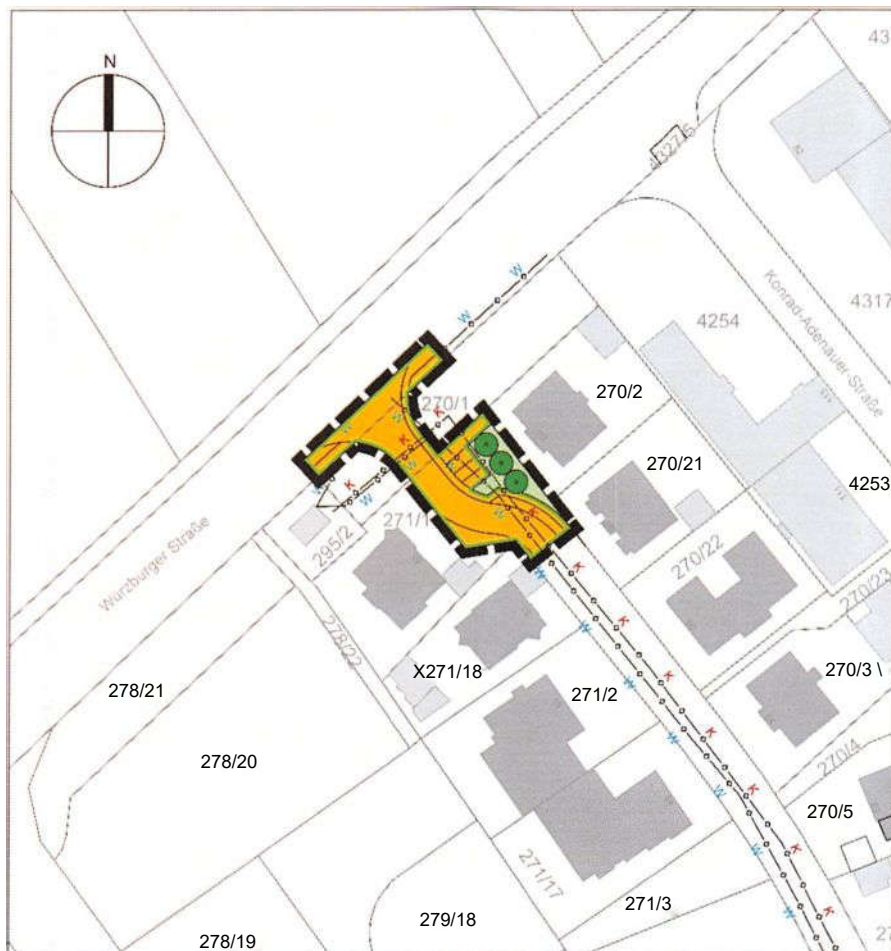 43
N
4327/5
Konrad-Adenauer-Straße
4317
4254
W
W
270/2
270/1
K
W
K
W
W
K
W
W
K
W
270/21
4253
271/1
K
295/2
Würzburger Straße
270/22
W
K
270/23
278/22
W
K
X271/18
270/3 \
278/21
271/2
W
K
278/20
W
K
270/4
W
K
270/5
W
K
271/17
271/3
W
K
279/18
278/19
27